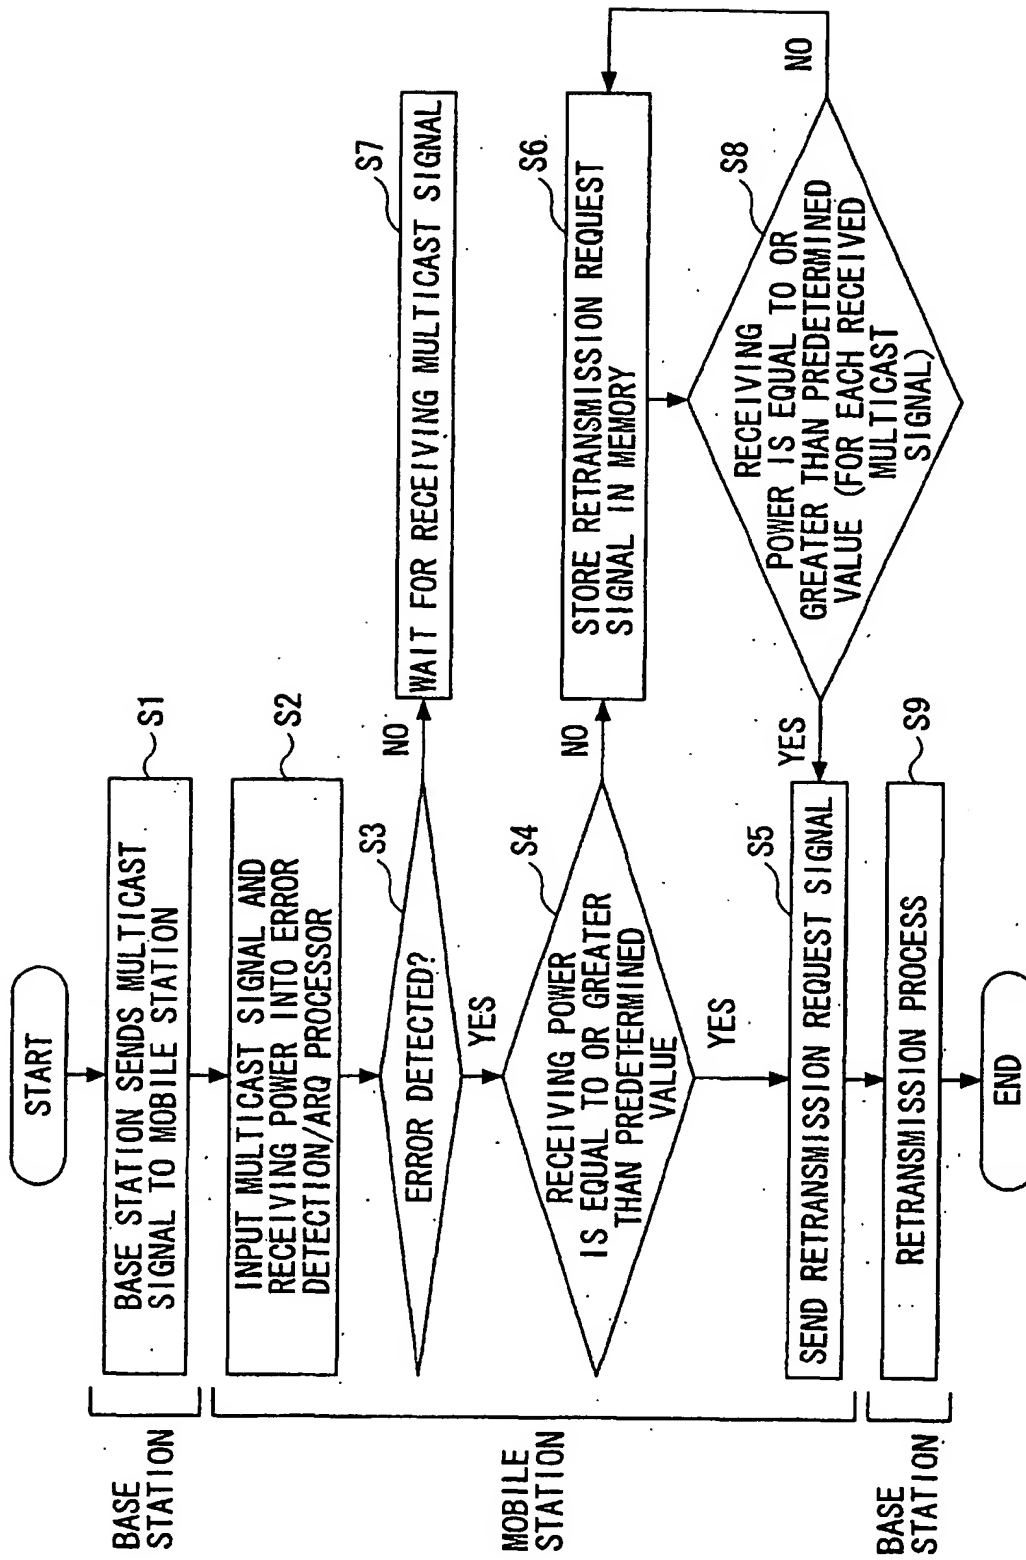 START
BASE STATION SENDS MULTICAST
SIGNAL TO MOBILE STATION
S1
INPUT MULTICAST SIGNAL AND
RECEIVING POWER INTO ERROR
DETECTION/ARQ PROCESSOR
S2
ERROR DETECTED?
S3
NO
YES
WAIT FOR RECEIVING MULTICAST SIGNAL
S7
RECEIVING POWER
IS EQUAL TO OR GREATER
THAN PREDETERMINED
VALUE
S4
NO
YES
STORE RETRANSMISSION REQUEST
SIGNAL IN MEMORY
S6
RECEIVING
POWER IS EQUAL TO OR
GREATER THAN PREDETERMINED
VALUE (FOR EACH RECEIVED
MULTICAST
SIGNAL)
S8
NO
YES
SEND RETRANSMISSION REQUEST SIGNAL
S5
RETRANSMISSION PROCESS
S9
END
BASE
STATION
MOBILE
STATION
BASE
STATION